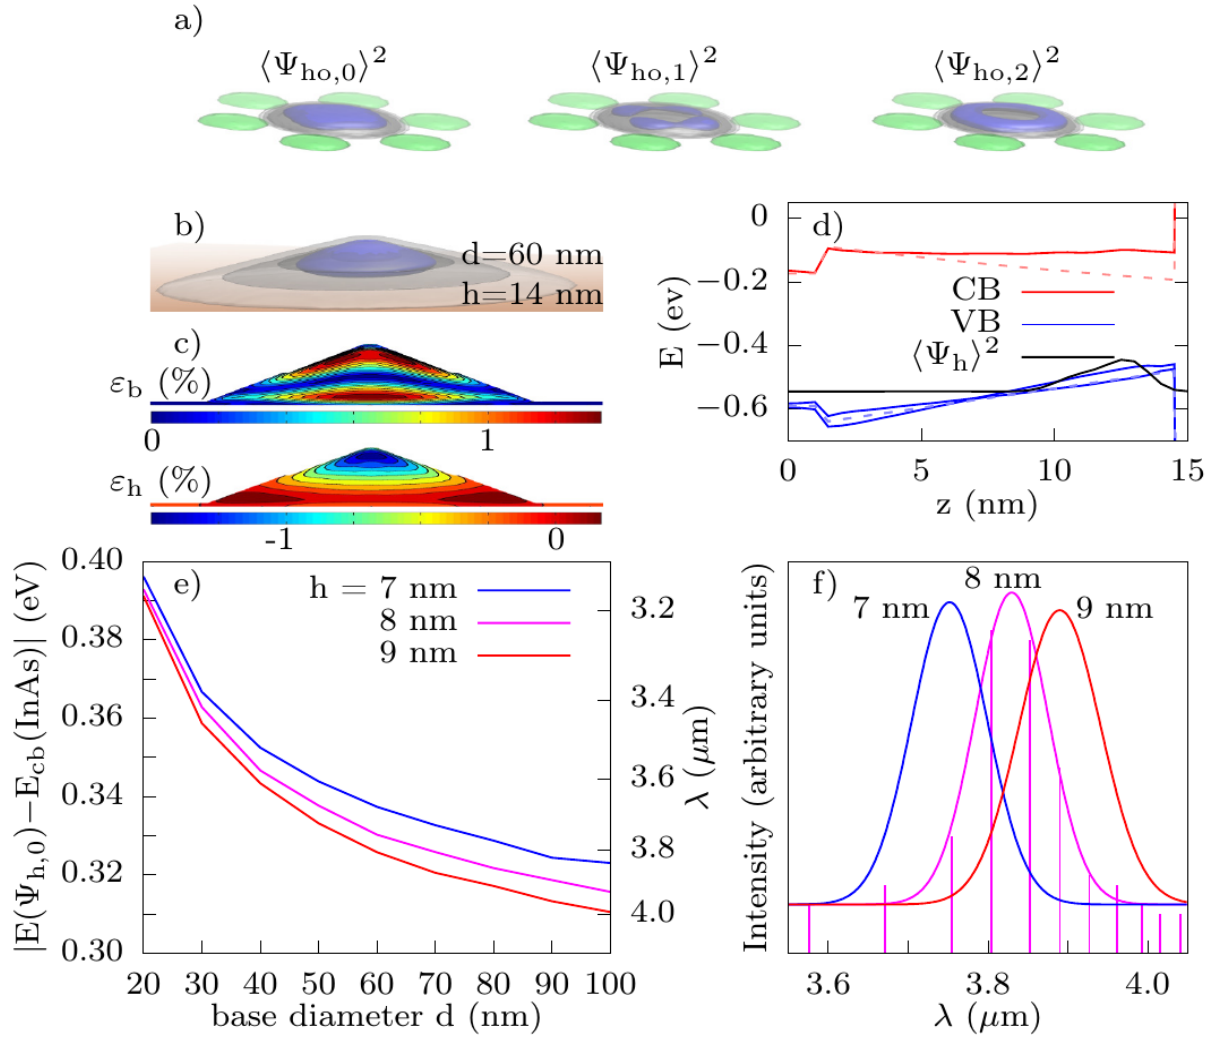 a)
⟨Ψho,0⟩² ⟨Ψho,1⟩² ⟨Ψho,2⟩²
b)
d=60 nm
h=14 nm
c)
εb (%)
0 1
εh (%)
-1 0
d)
E (ev)
0
−0.2
−0.4
−0.6
CB
VB
⟨Ψh⟩²
0 5 10 15
z (nm)
e)
|E(Ψh,0)−Ecb(InAs)| (eV)
0.40
0.38
0.36
0.34
0.32
0.30
h = 7 nm
8 nm
9 nm
3.2
3.4
3.6
3.8
4.0
λ (μm)
20 30 40 50 60 70 80 90 100
base diameter d (nm)
f)
Intensity (arbitrary units)
7 nm
8 nm
9 nm
3.6 3.8 4.0
λ (μm)